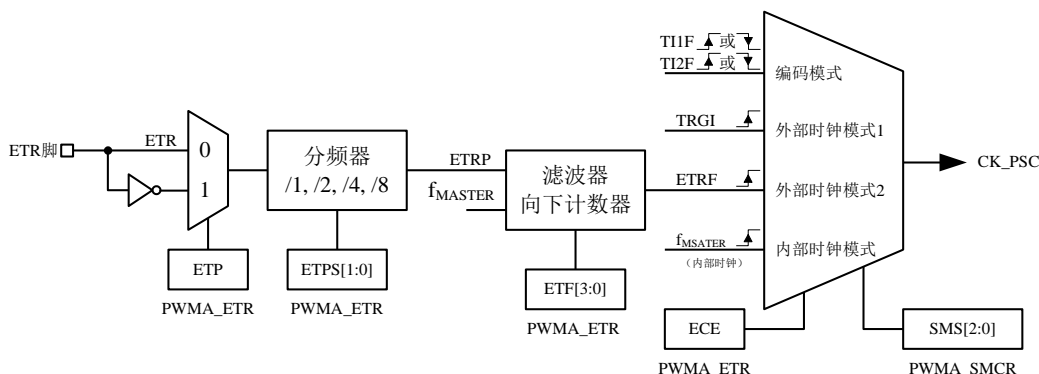 TI1F 或
TI2F 或
编码模式
TRGI
外部时钟模式1
ETR脚
ETR
0
1
分频器
/1, /2, /4, /8
ETRP
fMASTER
滤波器
向下计数器
ETRF
外部时钟模式2
CK_PSC
fMSATER
(内部时钟)
内部时钟模式
ETP
PWMA_ETR
ETPS[1:0]
PWMA_ETR
ETF[3:0]
PWMA_ETR
ECE
PWMA_ETR
SMS[2:0]
PWMA_SMCR